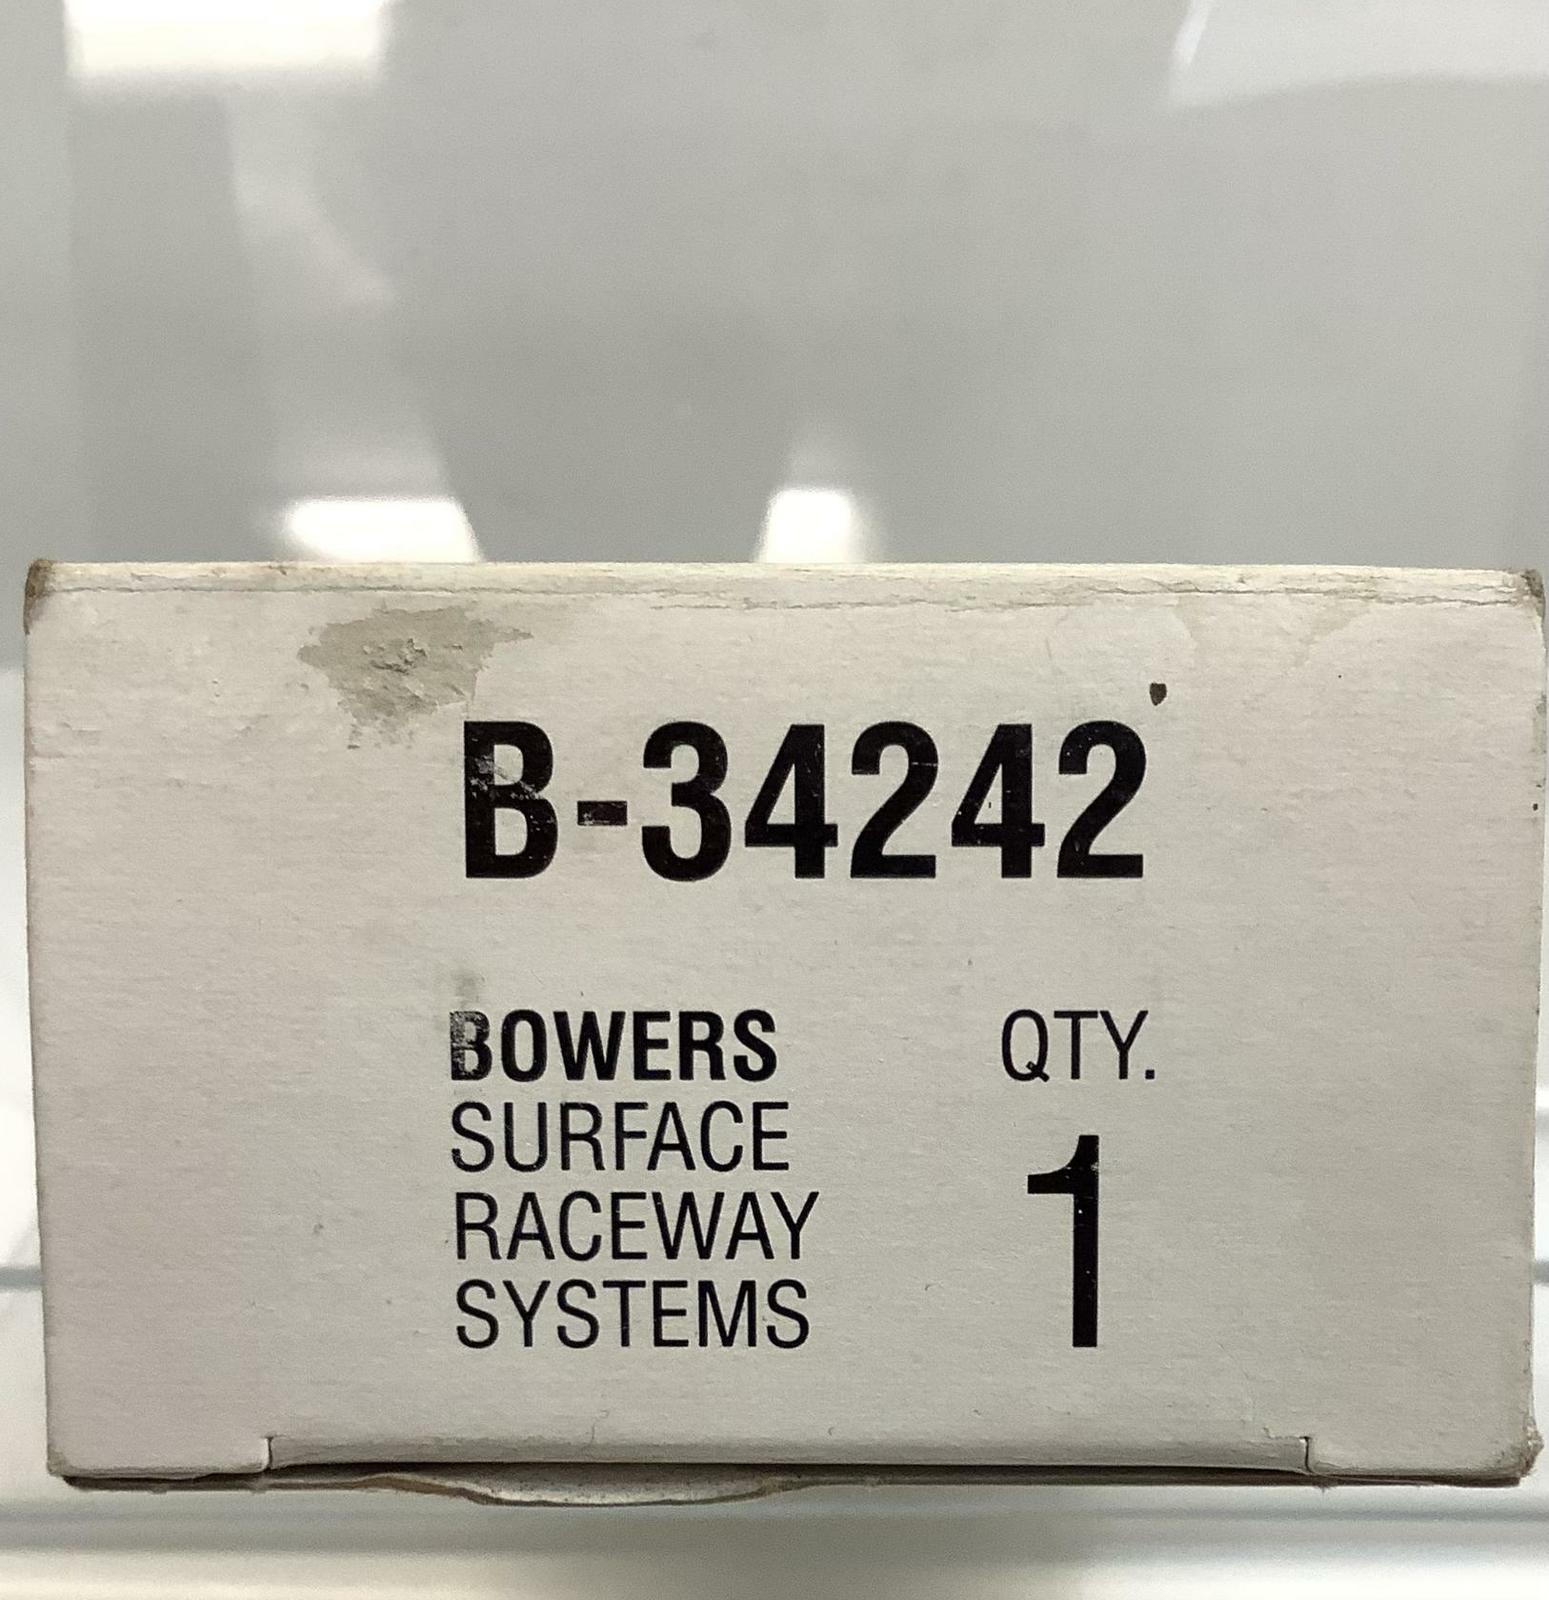 B-34242
BOWERS
SURFACE
RACEWAY
SYSTEMS
QTY.
1